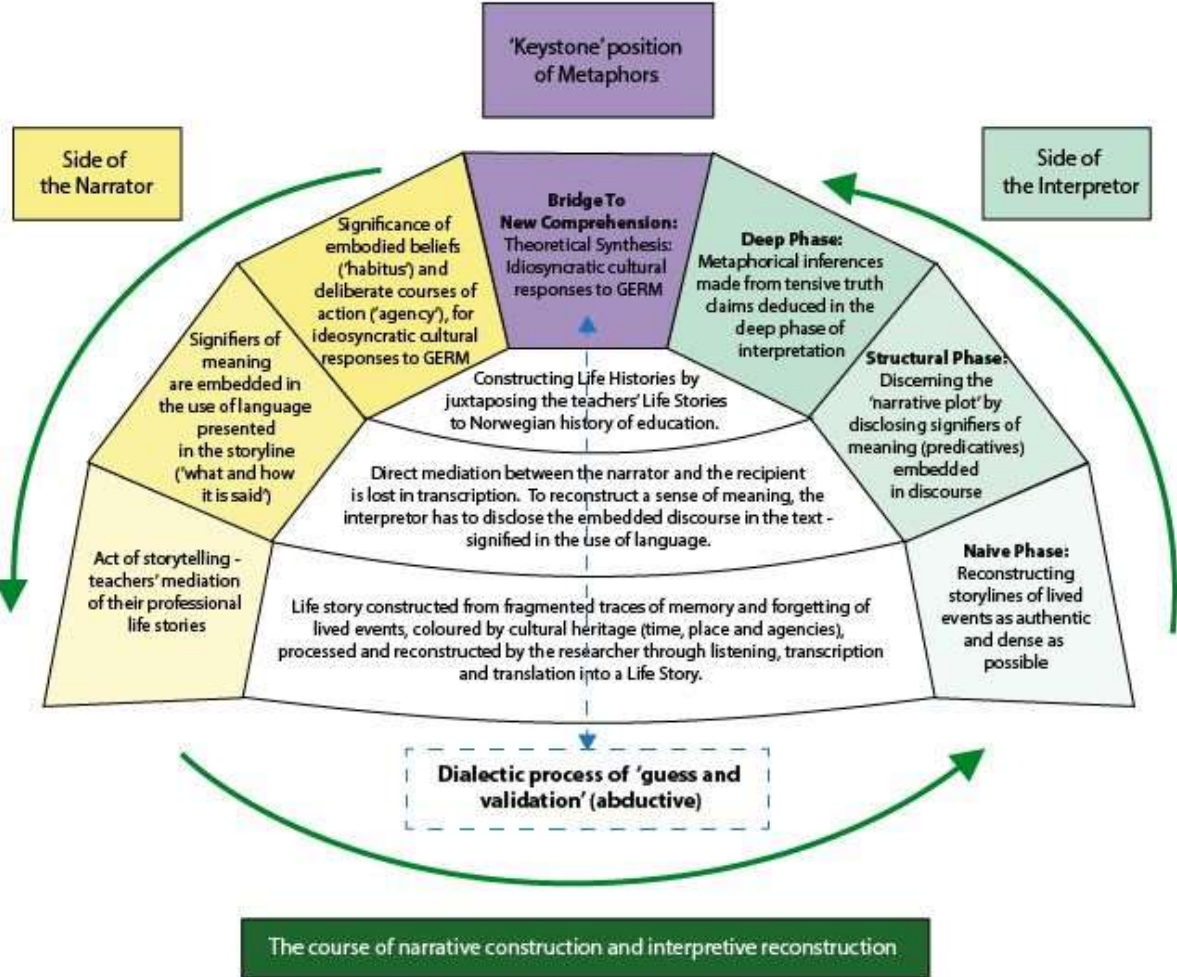 'Keystone' position
of Metaphors
Side of
the Narrator
Side of
the Interpretor
Bridge To
New Comprehension:
Theoretical Synthesis:
Idiosyncratic cultural
responses to GERM
Significance of
embodied beliefs
('habitus') and
deliberate courses of
action ('agency'), for
ideosyncratic cultural
responses to GERM
Deep Phase:
Metaphorical inferences
made from tensive truth
claims deduced in the
deep phase of
interpretation
Signifiers of
meaning
are embedded in
the use of language
presented
in the storyline
('what and how
it is said')
Structural Phase:
Discerning the
'narrative plot' by
disclosing signifiers of
meaning (predicatives)
embedded
in discourse
Constructing Life Histories by
juxtaposing the teachers' Life Stories
to Norwegian history of education.
Direct mediation between the narrator and the recipient
is lost in transcription. To reconstruct a sense of meaning, the
interpretor has to disclose the embedded discourse in the text -
signified in the use of language.
Act of storytelling -
teachers' mediation
of their professional
life stories
Naive Phase:
Reconstructing
storylines of lived
events as authentic
and dense as
possible
Life story constructed from fragmented traces of memory and forgetting of
lived events, coloured by cultural heritage (time, place and agencies),
processed and reconstructed by the researcher through listening, transcription
and translation into a Life Story.
Dialectic process of 'guess and
validation' (abductive)
The course of narrative construction and interpretive reconstruction